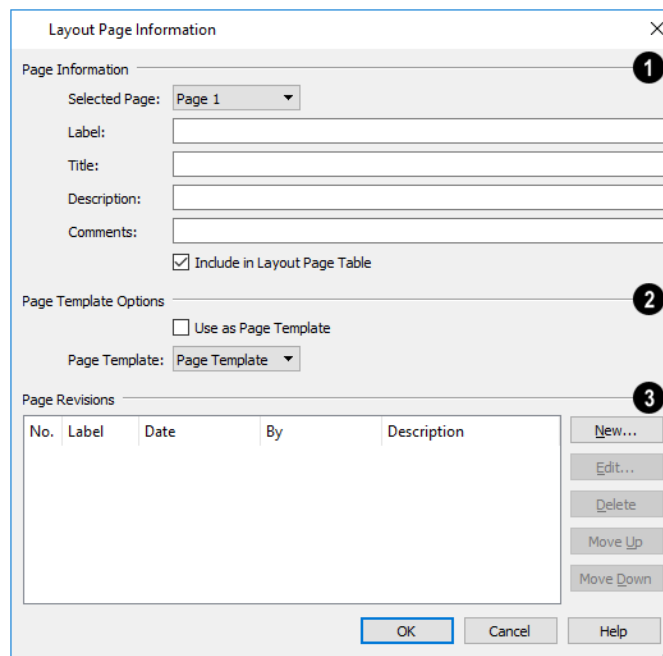 Layout Page Information
Page Information 1
Selected Page: Page 1
Label:
Title:
Description:
Comments:
Include in Layout Page Table
Page Template Options 2
Use as Page Template
Page Template: Page Template
Page Revisions 3
No. Label Date By Description
New...
Edit...
Delete
Move Up
Move Down
OK Cancel Help